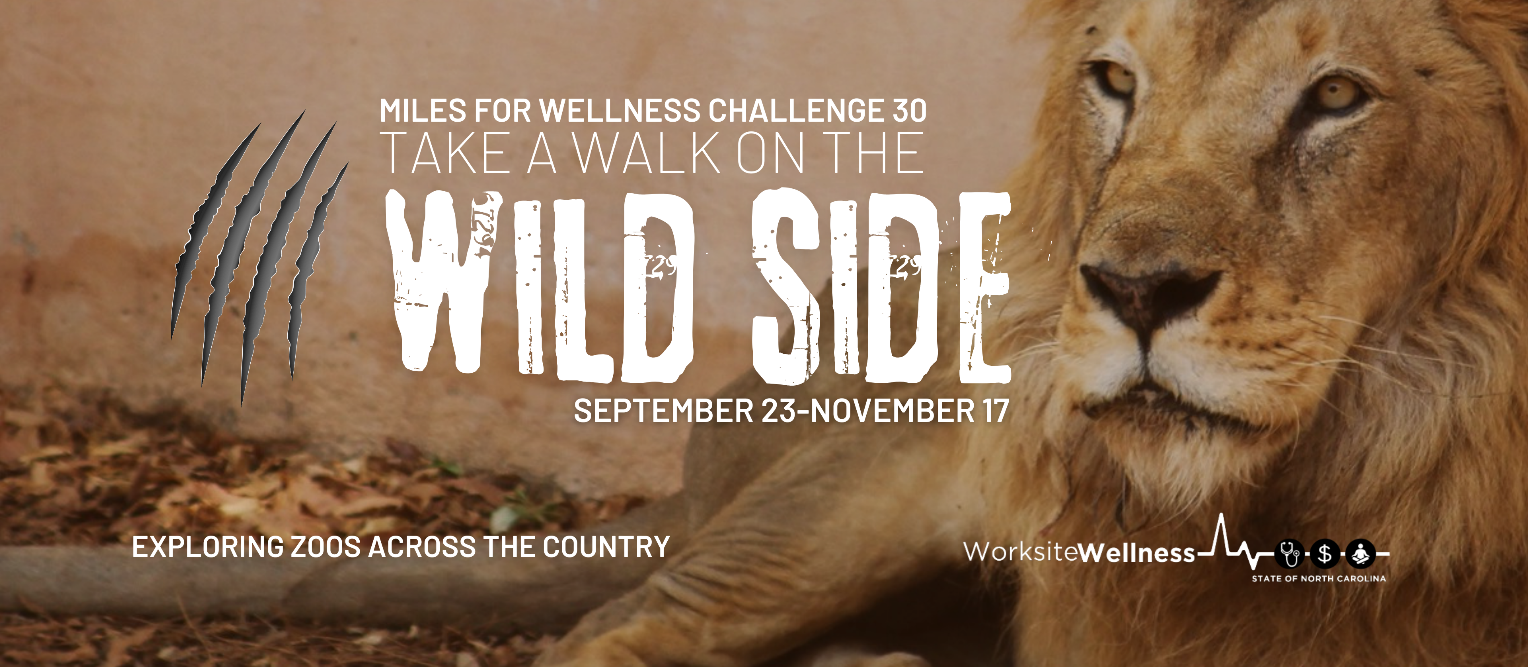 MILES FOR WELLNESS CHALLENGE 30
TAKE A WALK ON THE
WILD SIDE
SEPTEMBER 23-NOVEMBER 17
EXPLORING ZOOS ACROSS THE COUNTRY
WorksiteWellness
$
STATE OF NORTH CAROLINA